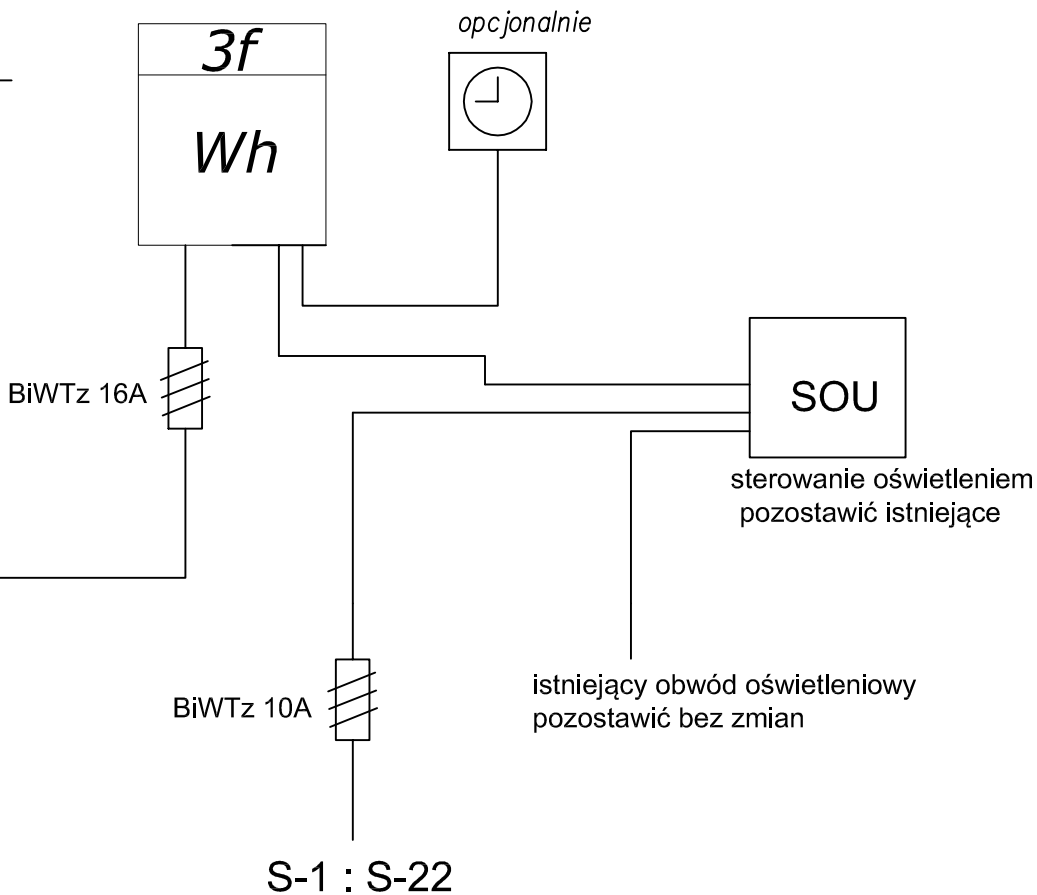 opcjonalnie
3f
Wh
BiWTz 16A
SOU
sterowanie oświetleniem
pozostawić istniejące
istniejący obwód oświetleniowy
pozostawić bez zmian
BiWTz 10A
S-1 : S-22